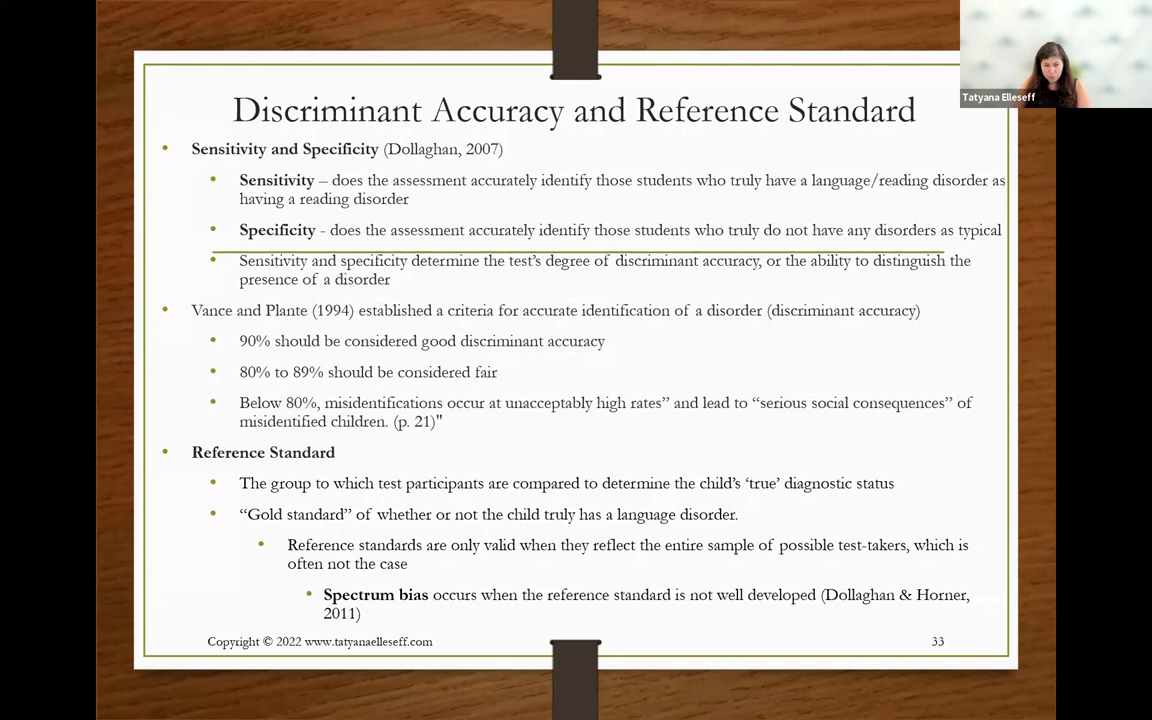 Tatyana Elleseff
Discriminant Accuracy and Reference Standard
• Sensitivity and Specificity (Dollaghan, 2007)
• Sensitivity – does the assessment accurately identify those students who truly have a language/reading disorder as
having a reading disorder
• Specificity - does the assessment accurately identify those students who truly do not have any disorders as typical
• Sensitivity and specificity determine the test's degree of discriminant accuracy, or the ability to distinguish the
presence of a disorder
• Vance and Plante (1994) established a criteria for accurate identification of a disorder (discriminant accuracy)
• 90% should be considered good discriminant accuracy
• 80% to 89% should be considered fair
• Below 80%, misidentifications occur at unacceptably high rates” and lead to “serious social consequences” of
misidentified children. (p. 21)"
• Reference Standard
• The group to which test participants are compared to determine the child's ‘true’ diagnostic status
• “Gold standard” of whether or not the child truly has a language disorder.
• Reference standards are only valid when they reflect the entire sample of possible test-takers, which is
often not the case
• Spectrum bias occurs when the reference standard is not well developed (Dollaghan & Horner,
2011)
Copyright © 2022 www.tatyanaelleseff.com
33